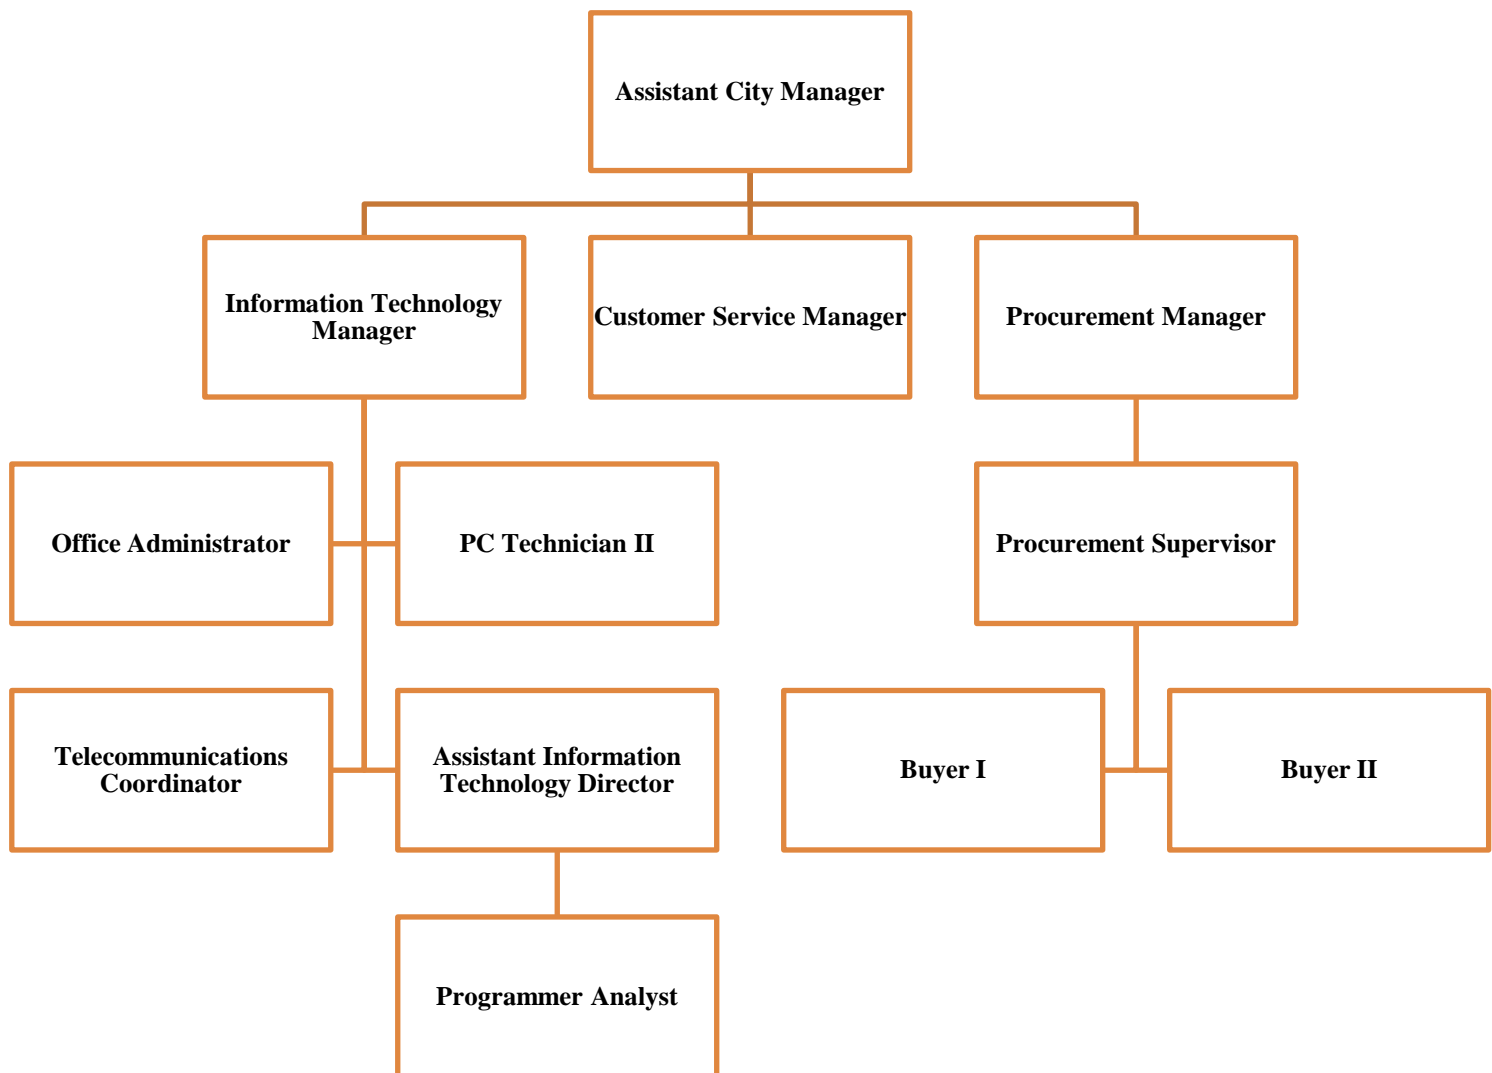 Assistant City Manager
Information Technology
Manager
Customer Service Manager
Procurement Manager
Office Administrator
PC Technician II
Procurement Supervisor
Telecommunications
Coordinator
Assistant Information
Technology Director
Buyer I
Buyer II
Programmer Analyst